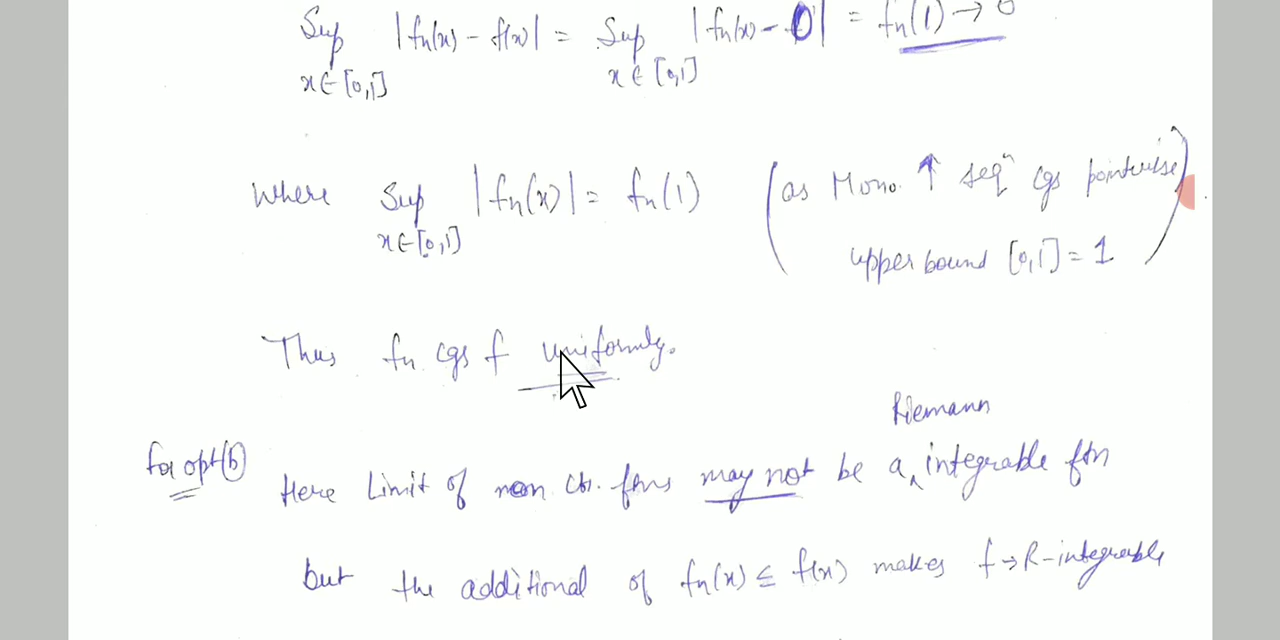 Sup |fn(x) - f(x)| = Sup |fn(x) - 0| = fn(1) → 0
x∈[0,1] x∈[0,1]
Where Sup |fn(x)| = fn(1) (as Mono. ↑ seqⁿ cgs pointwise
x∈[0,1] upper bound [0,1] = 1)
Thus fn cgs f uniformly.
Riemann
for opt(b)
Here Limit of non cts. fns may not be a ‸ integrable ftn
but the additional of fn(x) ≤ f(x) makes f → R-integrable